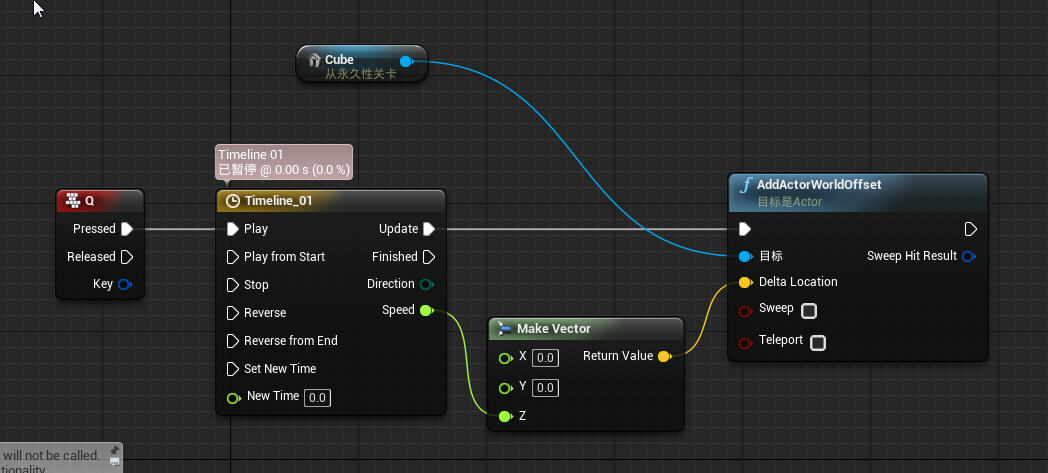 Cube
从永久性关卡
Timeline 01
已暂停 @ 0.00 s (0.0 %)
Q
Pressed
Released
Key
Timeline_01
Play
Update
Play from Start
Finished
Stop
Direction
Reverse
Speed
Reverse from End
Set New Time
New Time 0.0
Make Vector
X 0.0
Return Value
Y 0.0
Z
AddActorWorldOffset
目标是Actor
目标
Sweep Hit Result
Delta Location
Sweep
Teleport
will not be called.
tionality